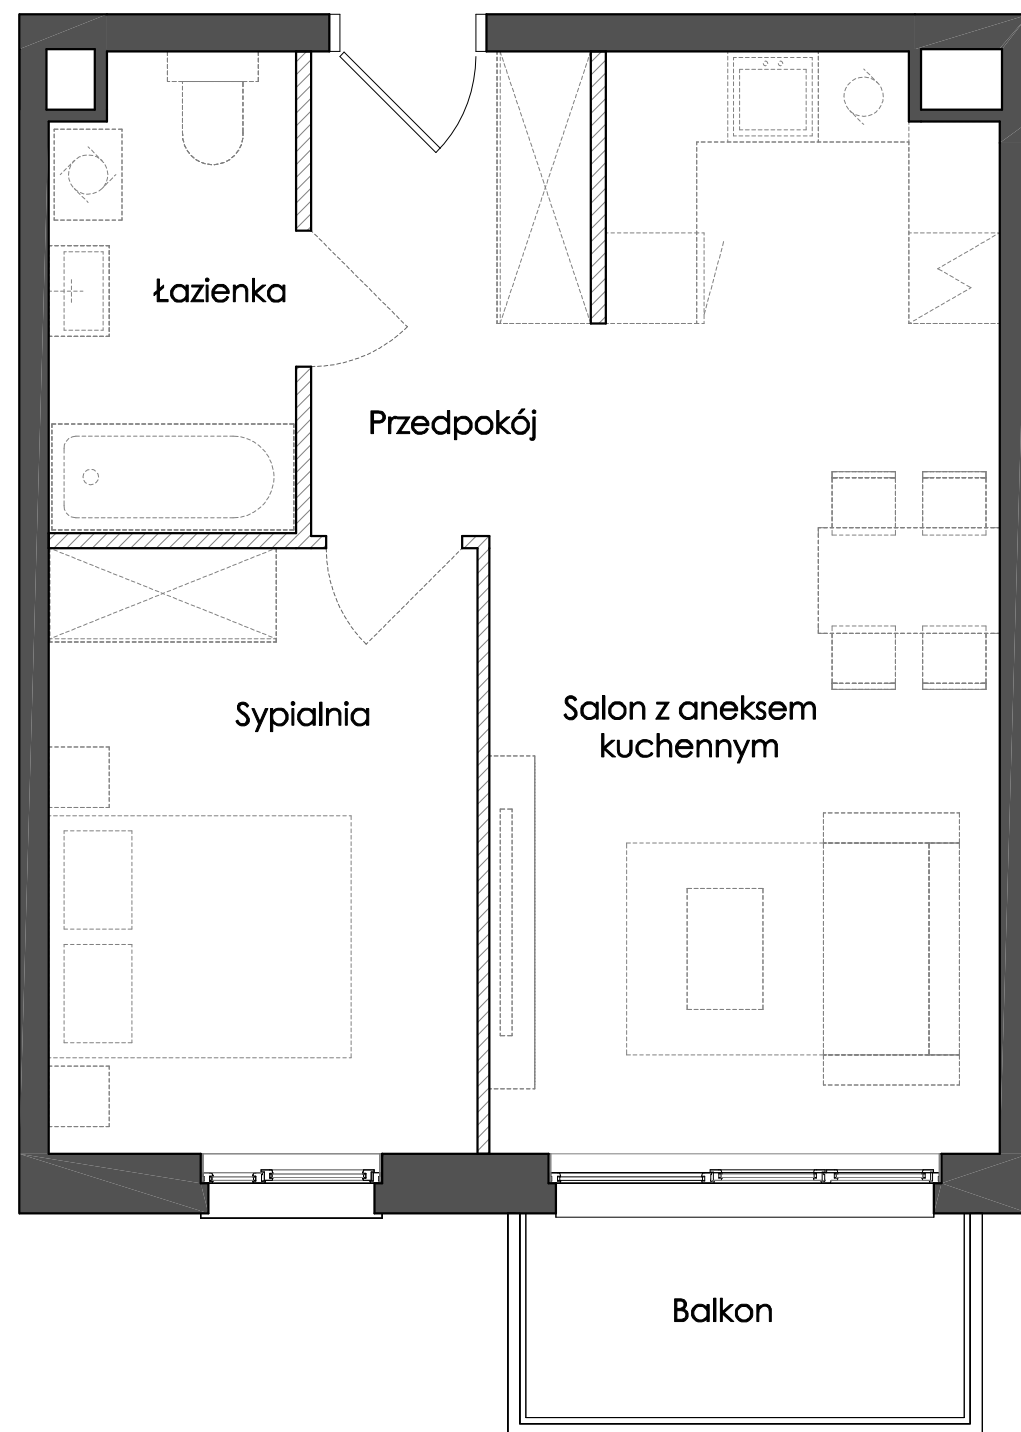 Łazienka
Przedpokój
Sypialnia
Salon z aneksem
kuchennym
Balkon